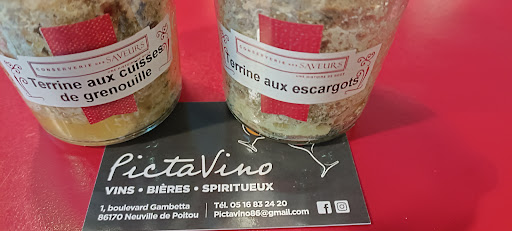 CONSERVERIE DES SAVEURS
Terrine aux cuisses
de grenouille
CONSERVERIE DES SAVEURS
Terrine aux escargots
PictaVino
VINS • BIÈRES • SPIRITUEUX
1, boulevard Gambetta
86170 Neuville de Poitou
Tél. 05 16 83 24 20
Pictavino86@gmail.com